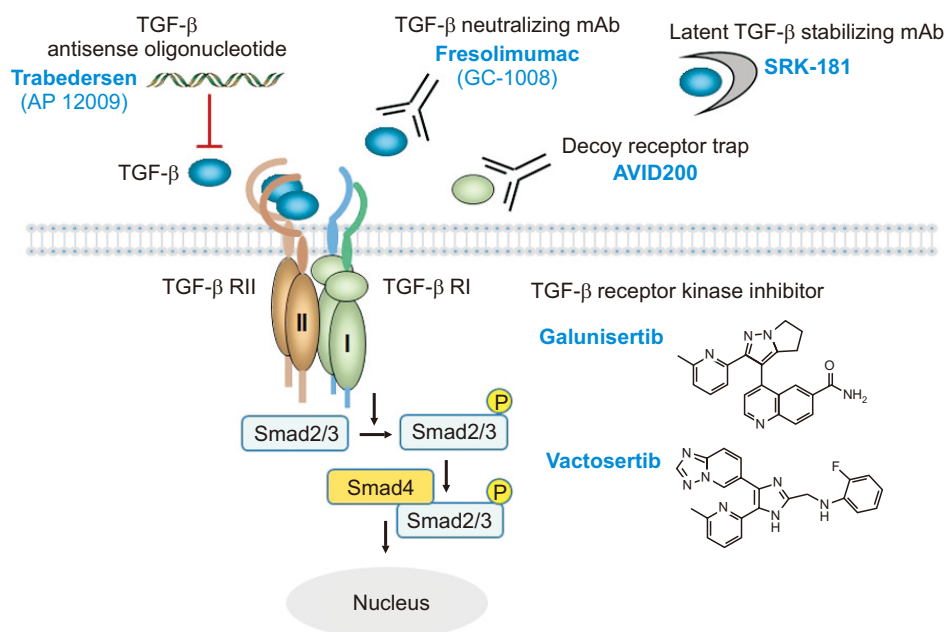 TGF-β
antisense oligonucleotide
Trabedersen
(AP 12009)
TGF-β neutralizing mAb
Fresolimumac
(GC-1008)
Latent TGF-β stabilizing mAb
SRK-181
Decoy receptor trap
AVID200
TGF-β
TGF-β RII
TGF-β RI
II
I
TGF-β receptor kinase inhibitor
Galunisertib
N
N
N
O
NH2
N
Vactosertib
N
N
N
N
N
H
N
H
F
N
P
Smad2/3
Smad2/3
Smad4
P
Smad2/3
Nucleus